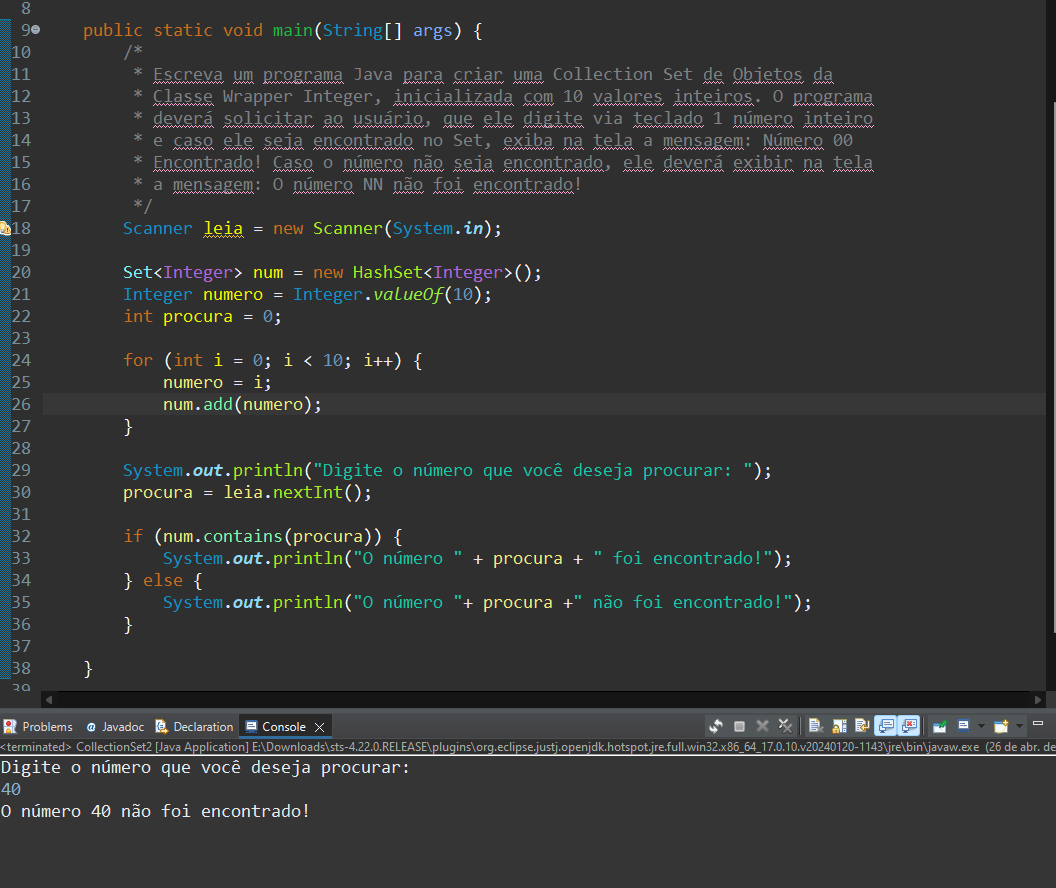 8
9 public static void main(String[] args) {
10 /*
11 * Escreva um programa Java para criar uma Collection Set de Objetos da
12 * Classe Wrapper Integer, inicializada com 10 valores inteiros. O programa
13 * deverá solicitar ao usuário, que ele digite via teclado 1 número inteiro
14 * e caso ele seja encontrado no Set, exiba na tela a mensagem: Número 00
15 * Encontrado! Caso o número não seja encontrado, ele deverá exibir na tela
16 * a mensagem: O número NN não foi encontrado!
17 */
18 Scanner leia = new Scanner(System.in);
19
20 Set<Integer> num = new HashSet<Integer>();
21 Integer numero = Integer.valueOf(10);
22 int procura = 0;
23
24 for (int i = 0; i < 10; i++) {
25 numero = i;
26 num.add(numero);
27 }
28
29 System.out.println("Digite o número que você deseja procurar: ");
30 procura = leia.nextInt();
31
32 if (num.contains(procura)) {
33 System.out.println("O número " + procura + " foi encontrado!");
34 } else {
35 System.out.println("O número "+ procura +" não foi encontrado!");
36 }
37
38 }
39
Problems Javadoc Declaration Console
<terminated> CollectionSet2 [Java Application] E:\Downloads\sts-4.22.0.RELEASE\plugins\org.eclipse.justj.openjdk.hotspot.jre.full.win32.x86_64_17.0.10.v20240120-1143\jre\bin\javaw.exe (26 de abr. de
Digite o número que você deseja procurar:
40
O número 40 não foi encontrado!